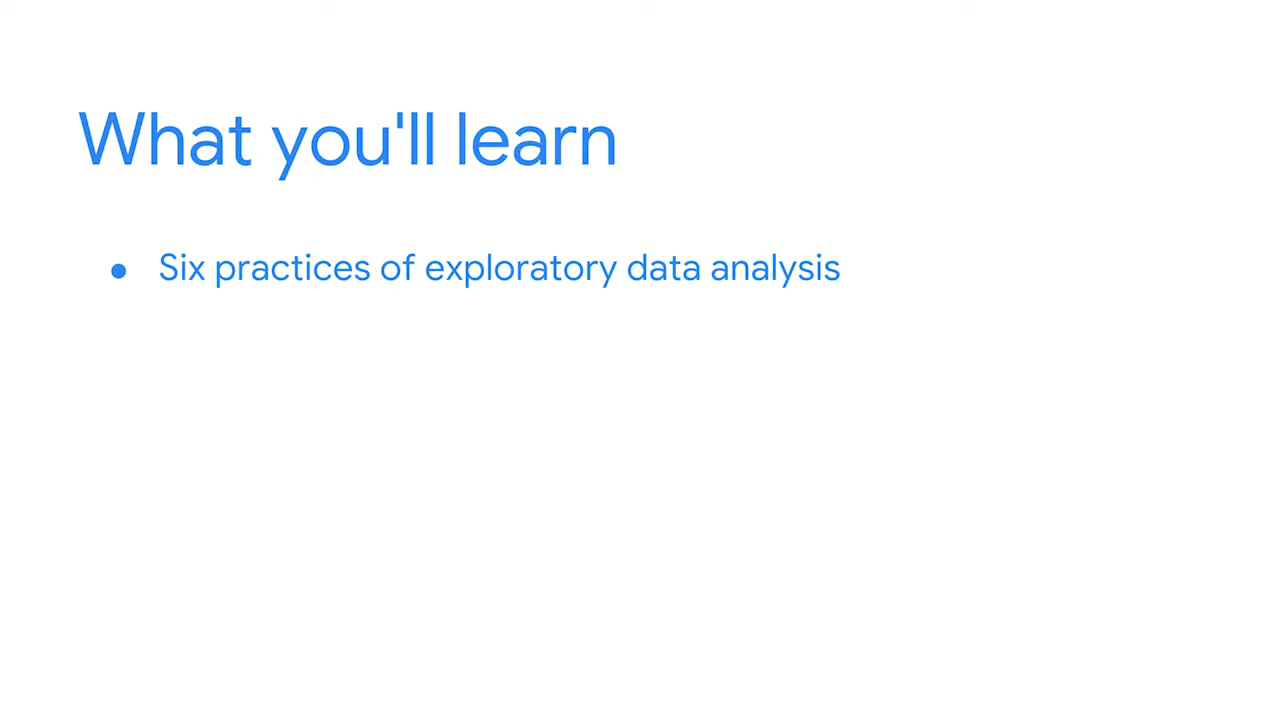 What you'll learn
● Six practices of exploratory data analysis